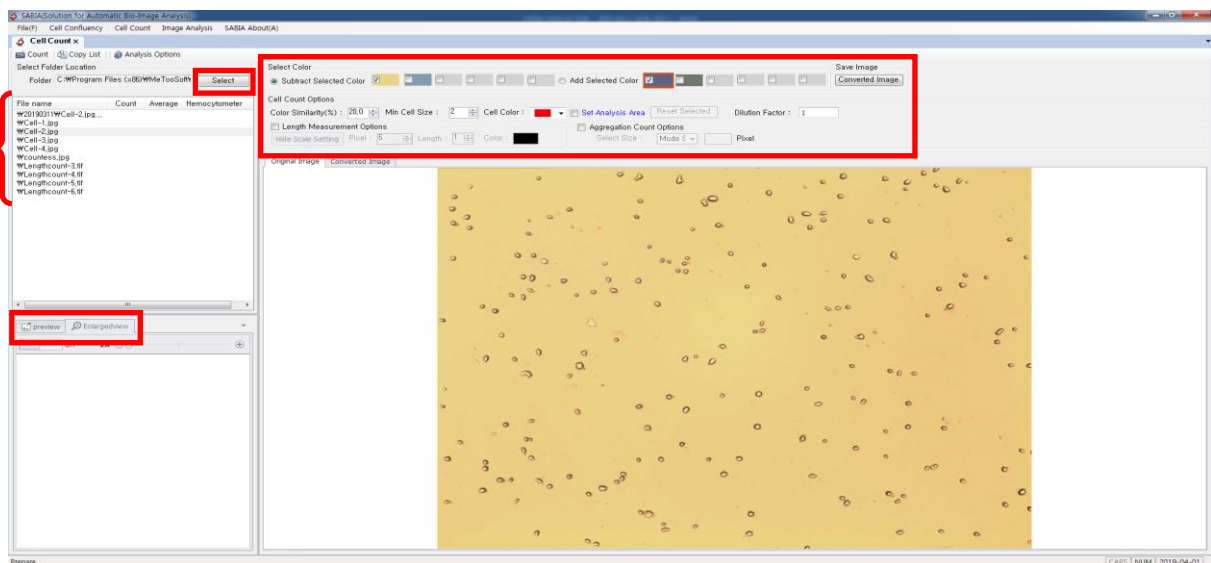 SABIA(Solution for Automatic Bio-Image Analysis)
File(F) Cell Confluency Cell Count Image Analysis SABIA About(A)
Cell Count x
Count Copy List Analysis Options
Select Folder Location
Folder C:₩Program Files (x86)₩MeTosSoft₩ Select
File name Count Average Hemocytometer
₩20190311₩Cell-2.jpg...
₩Cell-1.jpg
₩Cell-2.jpg
₩Cell-3.jpg
₩Cell-4.jpg
₩countess.jpg
₩Lengthcount-3.tif
₩Lengthcount-4.tif
₩Lengthcount-5.tif
₩Lengthcount-6.tif
preview Enlargedview
Select Color Save Image
Subtract Selected Color Add Selected Color Converted Image
Cell Count Options
Color Similarity(%) : 20,0 Min Cell Size : 2 Cell Color : Set Analysis Area Reset Selected Dilution Factor : 1
Length Measurement Options Aggregation Count Options
Hide Scale Setting Pixel : 5 Length : 1 Color : Select Size : Mode S Pixel
Original Image Converted Image
Prepare CAPS NUM 2019-04-01